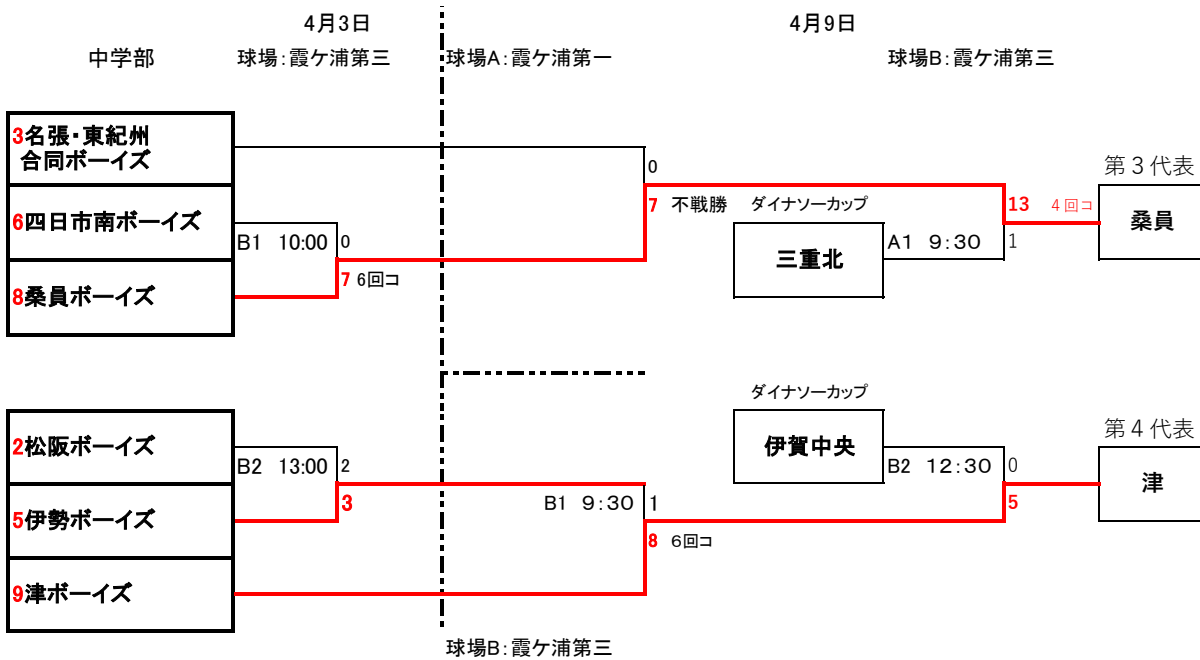 4月3日
4月9日
中学部
球場:霞ケ浦第三
球場A:霞ケ浦第一
球場B:霞ケ浦第三
3名張・東紀州
合同ボーイズ
0
第3代表
6四日市南ボーイズ
7 不戦勝
ダイナソーカップ
13 4回コ
桑員
B1 10:00 0
三重北
A1 9:30 1
7 6回コ
8桑員ボーイズ
ダイナソーカップ
2松阪ボーイズ
伊賀中央
第4代表
B2 13:00 2
B2 12:30 0
津
3
B1 9:30 1
5
5伊勢ボーイズ
8 6回コ
9津ボーイズ
球場B:霞ケ浦第三